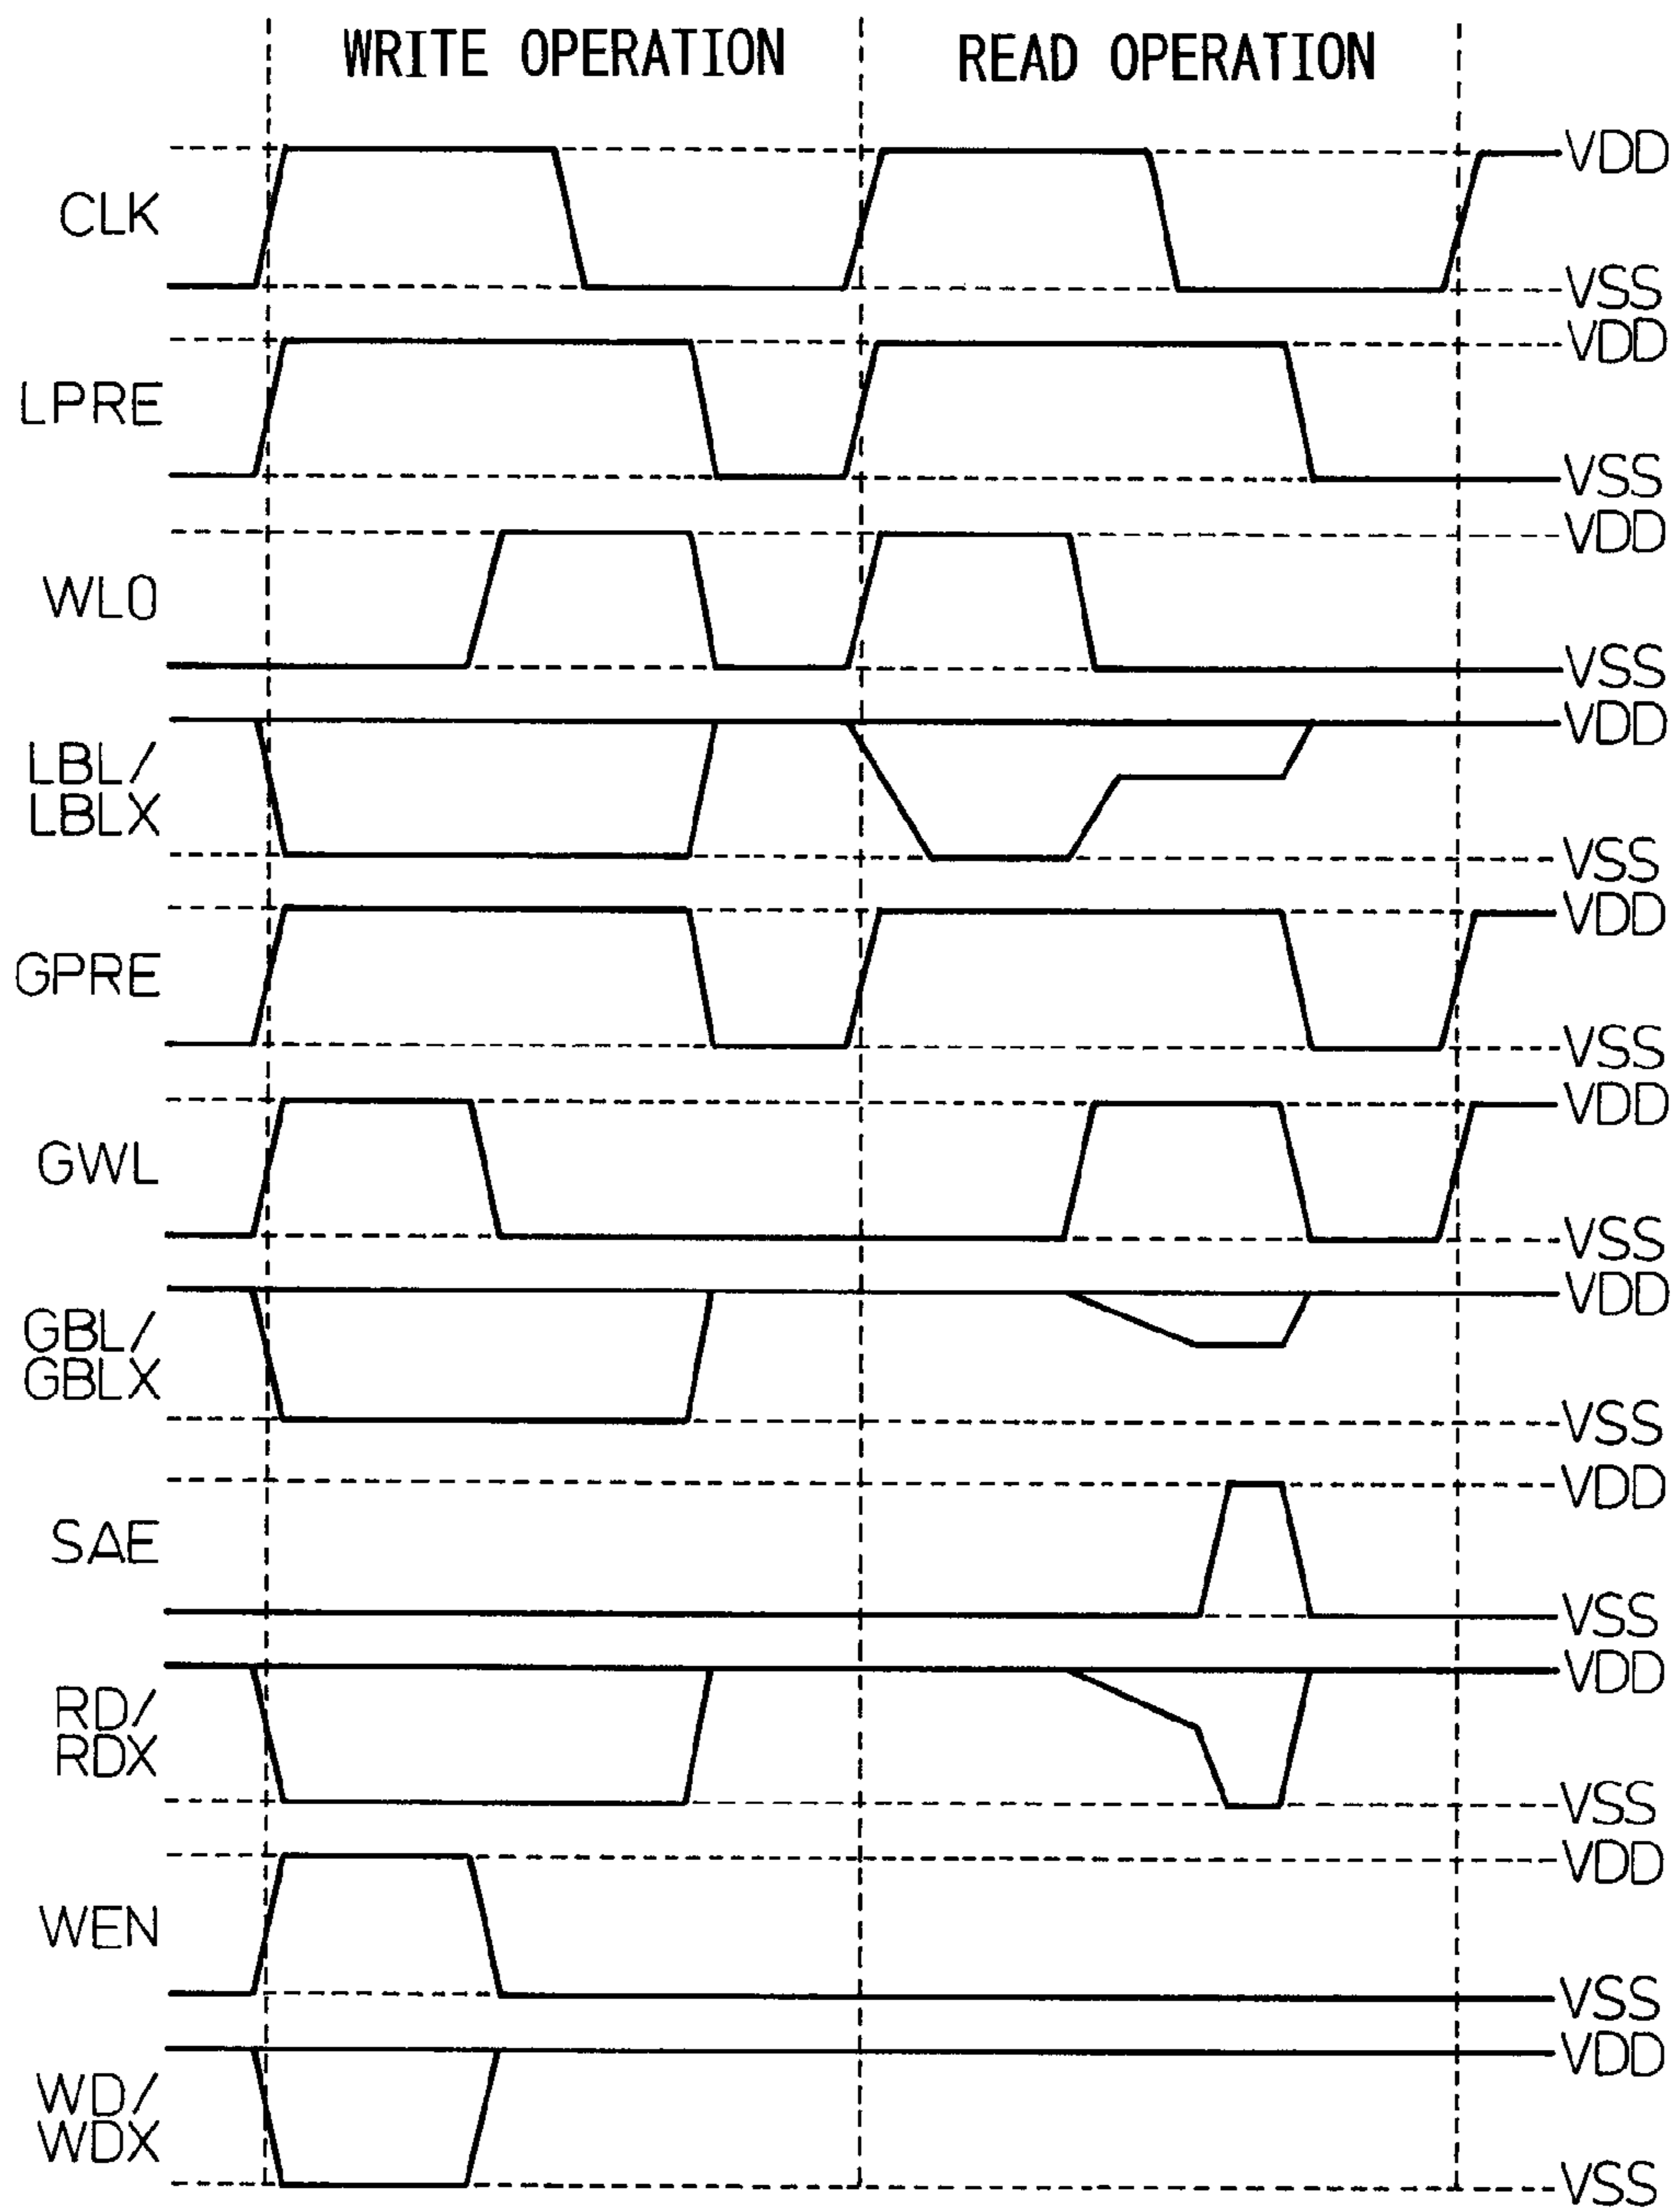 WRITE OPERATION READ OPERATION
CLK VDD
VSS
LPRE VDD
VSS
WL0 VDD
VSS
LBL/ VDD
LBLX VSS
GPRE VDD
VSS
GWL VDD
VSS
GBL/ VDD
GBLX VSS
SAE VDD
VSS
RD/ VDD
RDX VSS
WEN VDD
VSS
WD/ VDD
WDX VSS